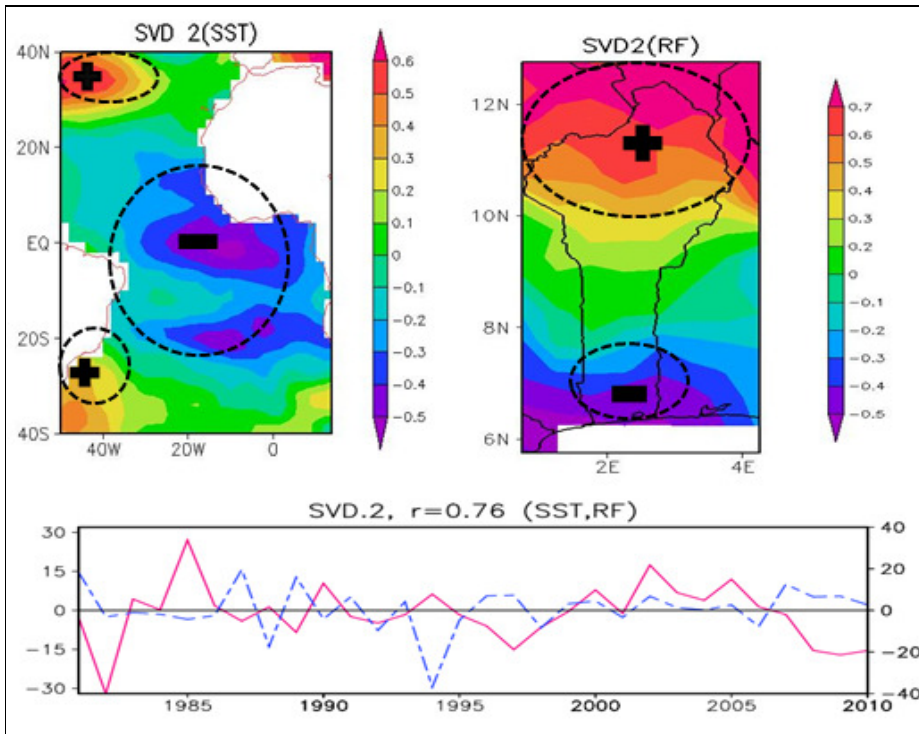 SVD 2(SST)
40N
20N
EQ
20S
40S
40W
20W
0
0.6
0.5
0.4
0.3
0.2
0.1
0
−0.1
−0.2
−0.3
−0.4
−0.5
SVD2(RF)
12N
10N
8N
6N
2E
4E
0.7
0.6
0.5
0.4
0.2
0
−0.1
−0.2
−0.3
−0.4
−0.5
SVD.2, r=0.76 (SST,RF)
30
15
0
−15
−30
40
20
0
−20
−40
1985
1990
1995
2000
2005
2010